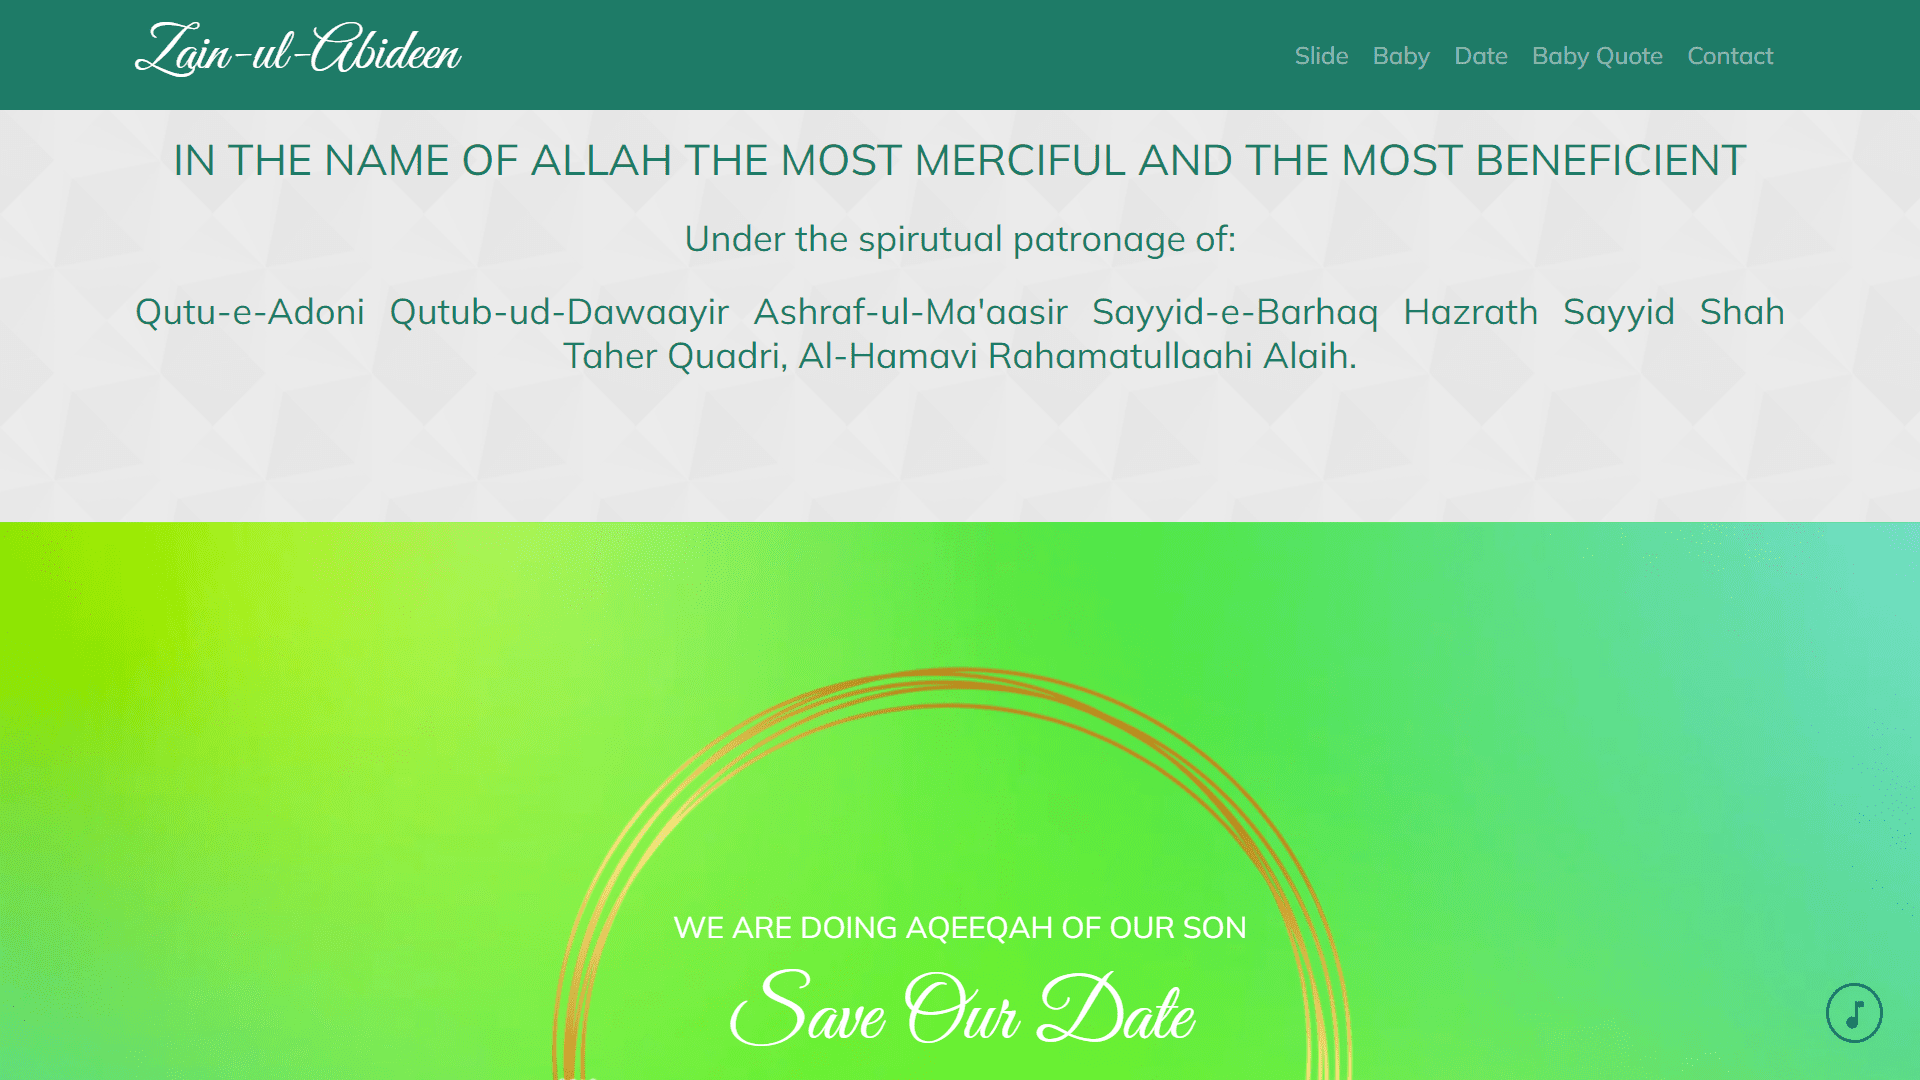 Zain-ul-Abideen
Slide Baby Date Baby Quote Contact
IN THE NAME OF ALLAH THE MOST MERCIFUL AND THE MOST BENEFICIENT
Under the spirutual patronage of:
Qutu-e-Adoni Qutub-ud-Dawaayir Ashraf-ul-Ma'aasir Sayyid-e-Barhaq Hazrath Sayyid Shah
Taher Quadri, Al-Hamavi Rahamatullaahi Alaih.
WE ARE DOING AQEEQAH OF OUR SON
Save Our Date